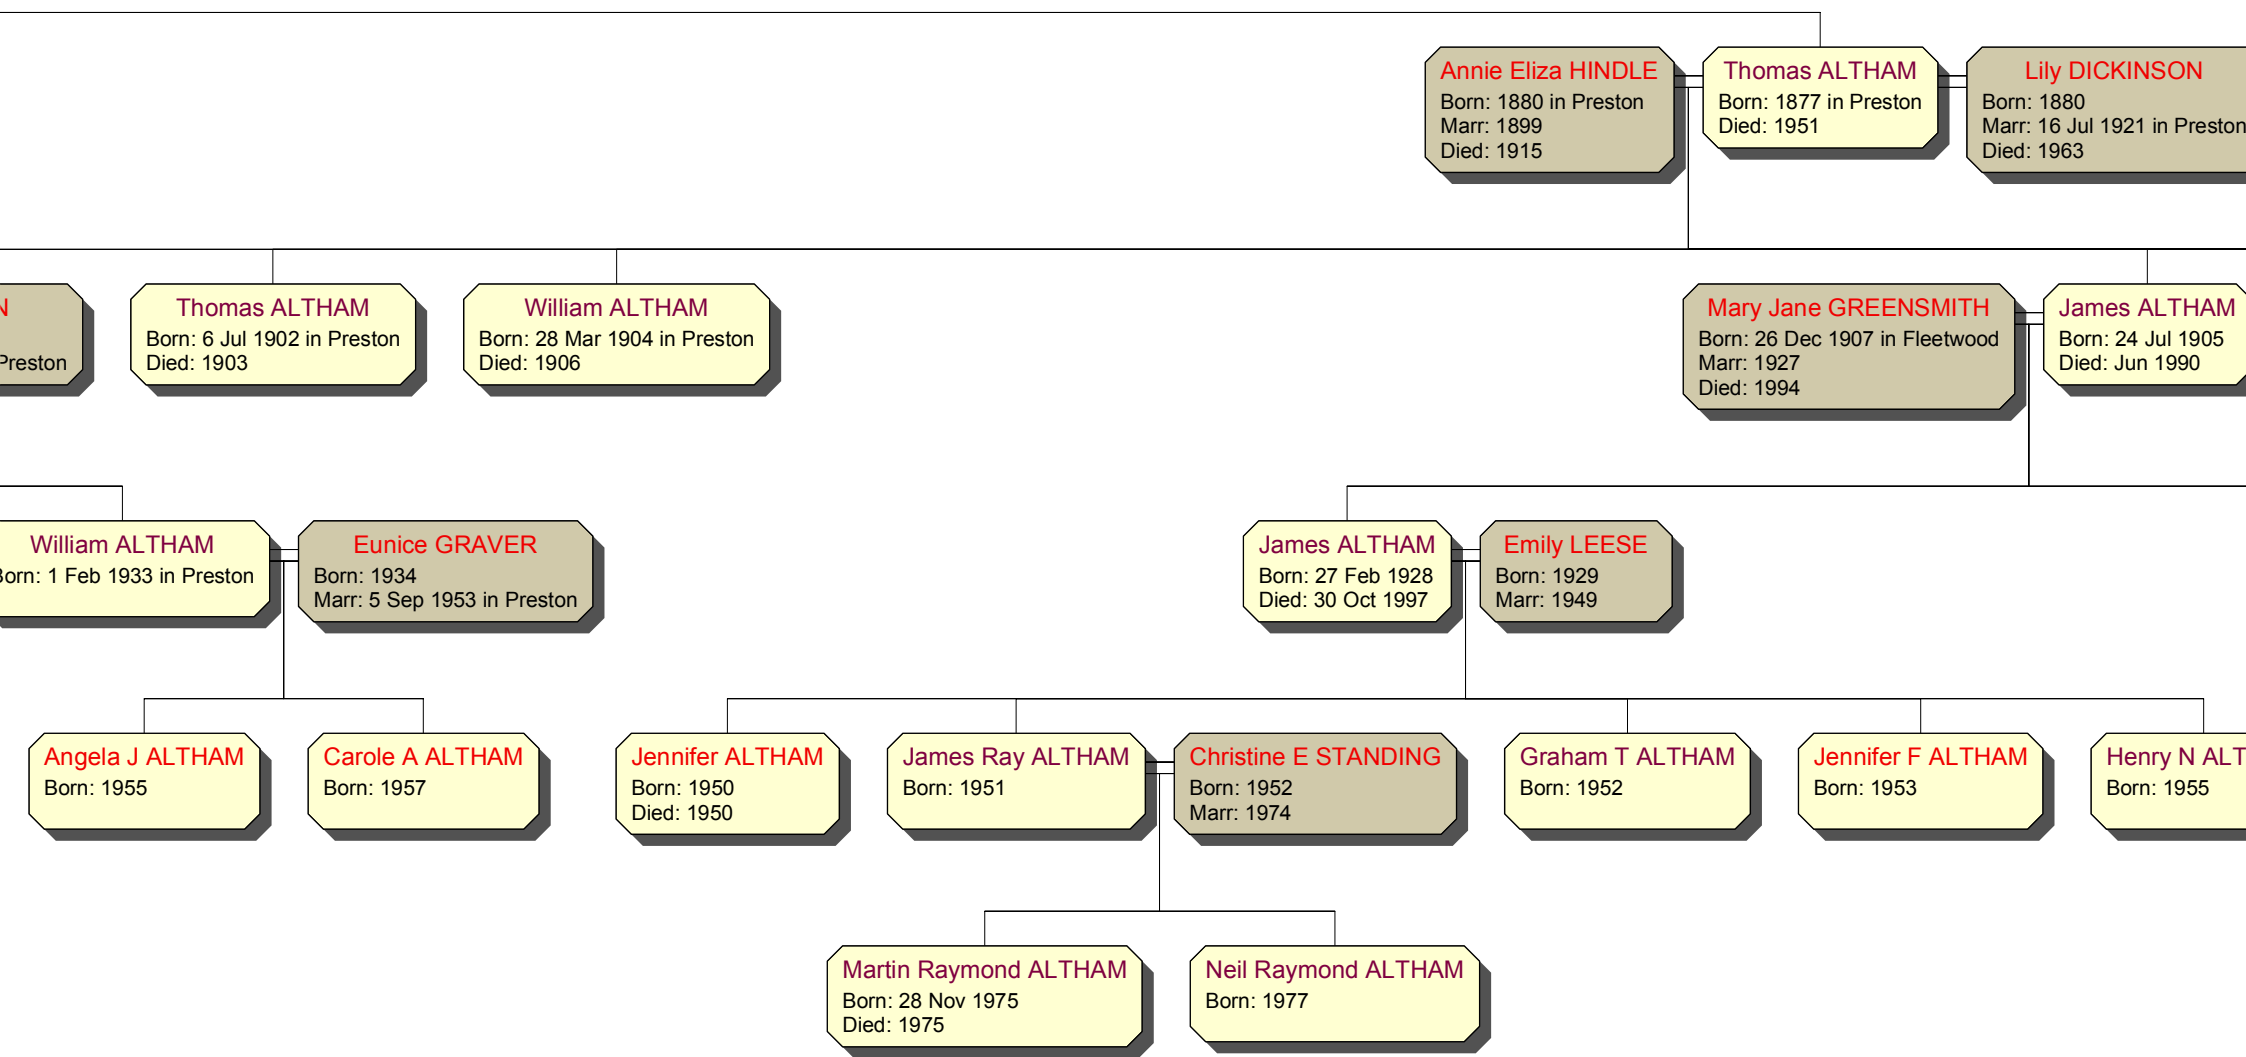 Annie Eliza HINDLE
Born: 1880 in Preston
Marr: 1899
Died: 1915
Thomas ALTHAM
Born: 1877 in Preston
Died: 1951
Lily DICKINSON
Born: 1880
Marr: 16 Jul 1921 in Preston
Died: 1963
N
Preston
Thomas ALTHAM
Born: 6 Jul 1902 in Preston
Died: 1903
William ALTHAM
Born: 28 Mar 1904 in Preston
Died: 1906
Mary Jane GREENSMITH
Born: 26 Dec 1907 in Fleetwood
Marr: 1927
Died: 1994
James ALTHAM
Born: 24 Jul 1905
Died: Jun 1990
William ALTHAM
Born: 1 Feb 1933 in Preston
Eunice GRAVER
Born: 1934
Marr: 5 Sep 1953 in Preston
James ALTHAM
Born: 27 Feb 1928
Died: 30 Oct 1997
Emily LEESE
Born: 1929
Marr: 1949
Angela J ALTHAM
Born: 1955
Carole A ALTHAM
Born: 1957
Jennifer ALTHAM
Born: 1950
Died: 1950
James Ray ALTHAM
Born: 1951
Christine E STANDING
Born: 1952
Marr: 1974
Graham T ALTHAM
Born: 1952
Jennifer F ALTHAM
Born: 1953
Henry N ALT
Born: 1955
Martin Raymond ALTHAM
Born: 28 Nov 1975
Died: 1975
Neil Raymond ALTHAM
Born: 1977